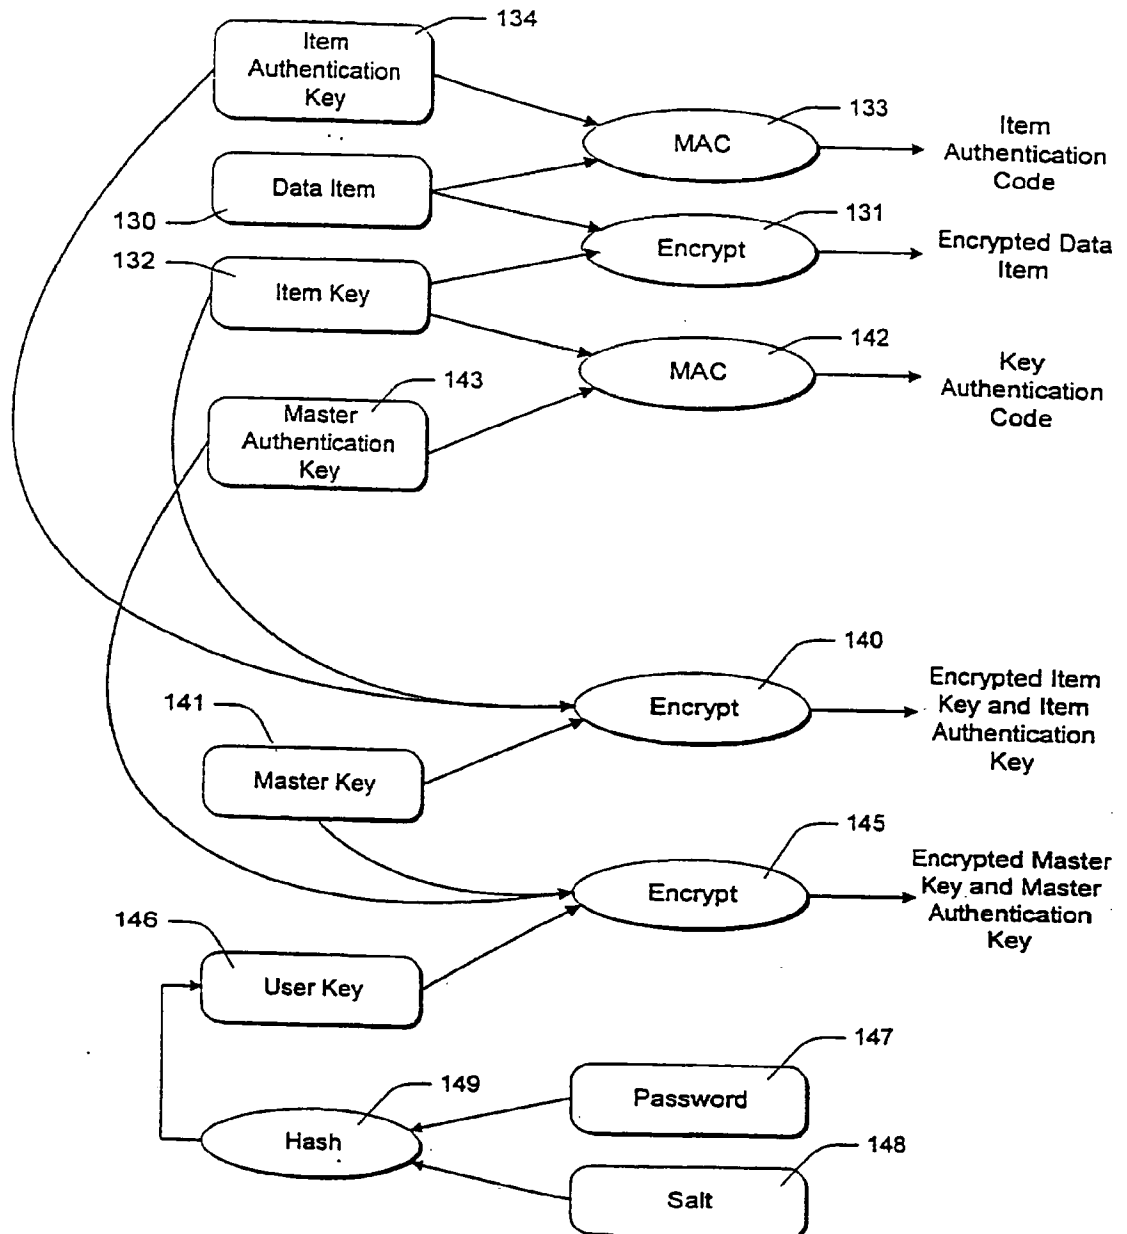 134
Item
Authentication
Key
133
MAC
Item
Authentication
Code
Data Item
130
131
Encrypt
Encrypted Data
Item
132
Item Key
142
MAC
Key
Authentication
Code
143
Master
Authentication
Key
140
Encrypt
Encrypted Item
Key and Item
Authentication
Key
141
Master Key
145
Encrypt
Encrypted Master
Key and Master
Authentication
Key
146
User Key
147
Password
149
Hash
148
Salt